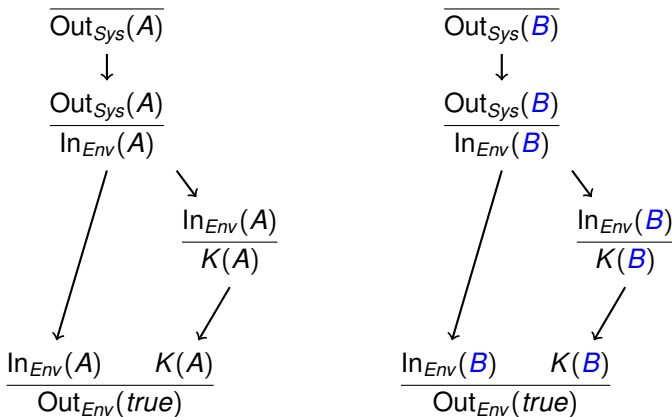 Out_Sys(A)
Out_Sys(A)
In_Env(A)
In_Env(A)
K(A)
In_Env(A) K(A)
Out_Env(true)
Out_Sys(B)
Out_Sys(B)
In_Env(B)
In_Env(B)
K(B)
In_Env(B) K(B)
Out_Env(true)